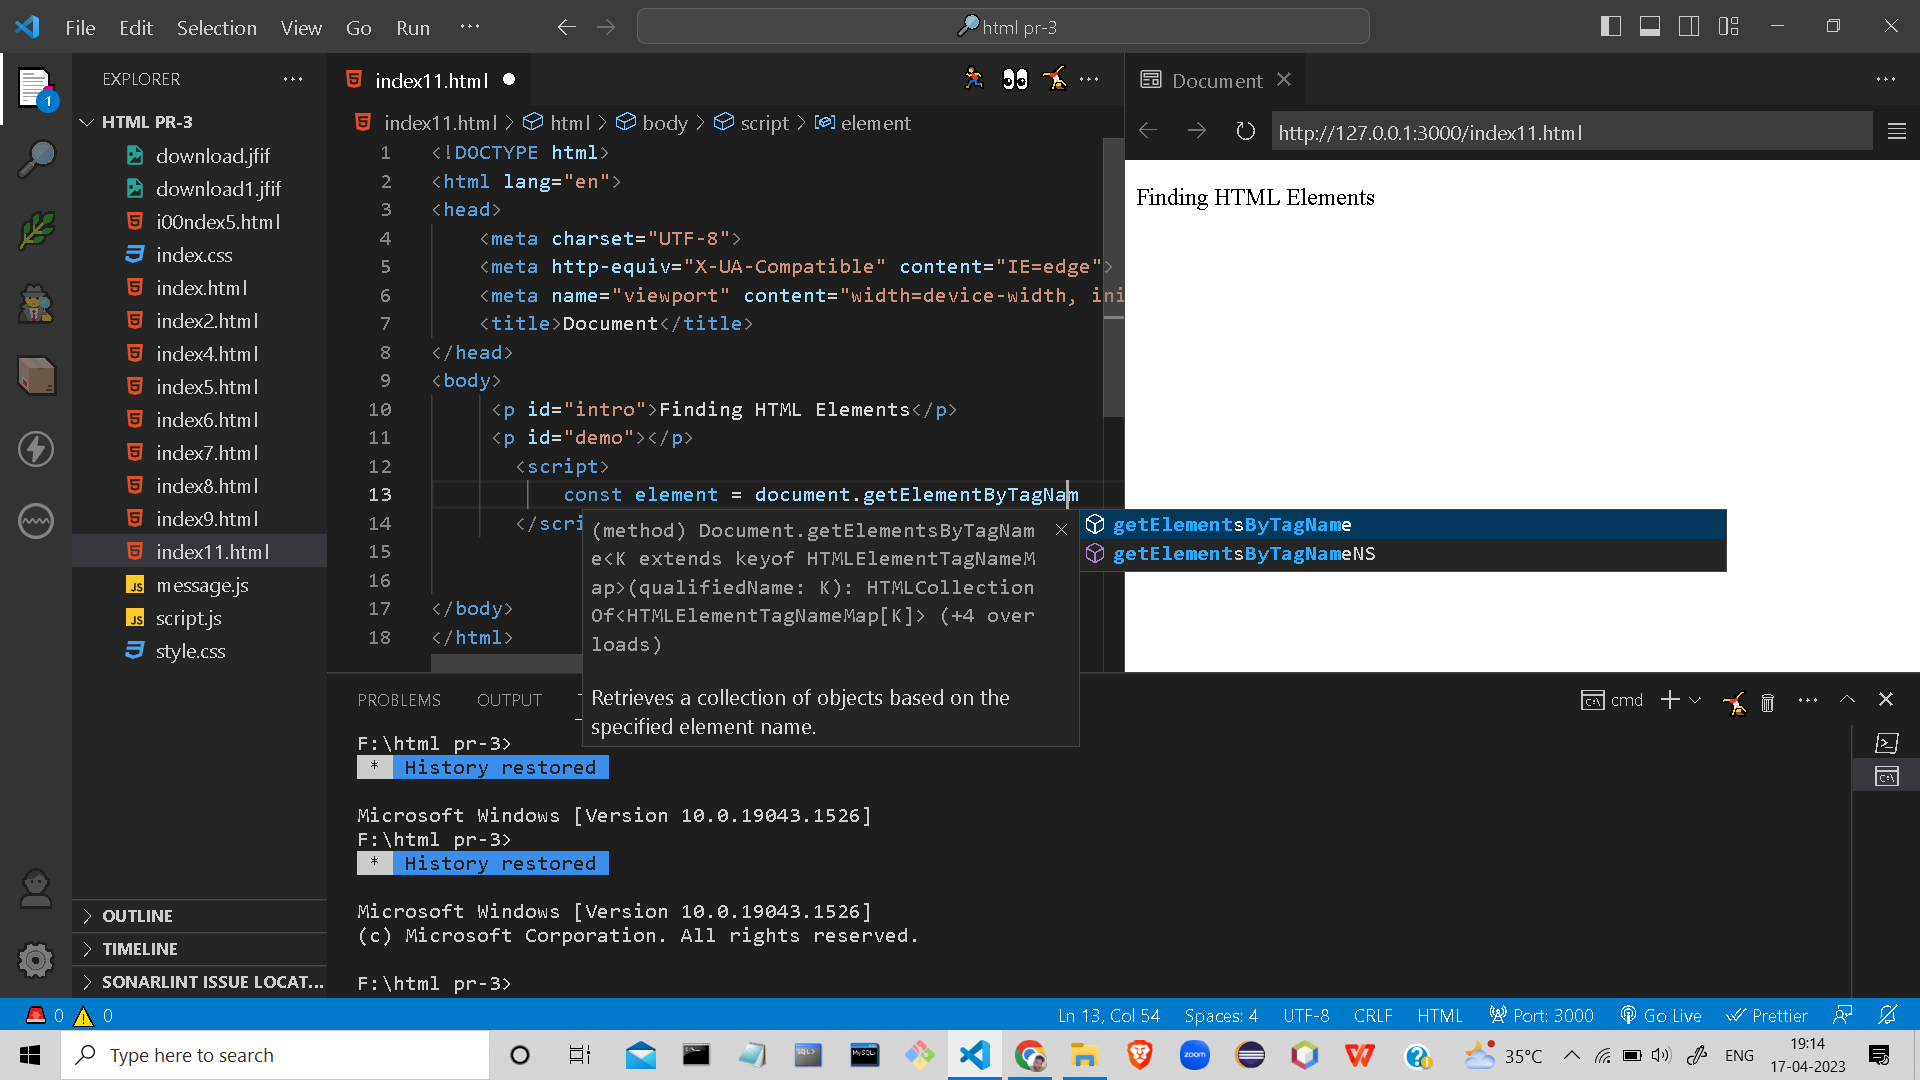 File Edit Selection View Go Run ···
html pr-3
EXPLORER ···
HTML PR-3
download.jfif
download1.jfif
i00ndex5.html
index.css
index.html
index2.html
index4.html
index5.html
index6.html
index7.html
index8.html
index9.html
index11.html
message.js
script.js
style.css
OUTLINE
TIMELINE
SONARLINT ISSUE LOCAT...
1
index11.html
index11.html > html > body > script > element
1 <!DOCTYPE html>
2 <html lang="en">
3 <head>
4 <meta charset="UTF-8">
5 <meta http-equiv="X-UA-Compatible" content="IE=edge">
6 <meta name="viewport" content="width=device-width, ini
7 <title>Document</title>
8 </head>
9 <body>
10 <p id="intro">Finding HTML Elements</p>
11 <p id="demo"></p>
12 <script>
13 const element = document.getElementByTagNam
14 </scri
15
16
17 </body>
18 </html>
(method) Document.getElementsByTagNam
e<K extends keyof HTMLElementTagNameM
ap>(qualifiedName: K): HTMLCollection
Of<HTMLElementTagNameMap[K]> (+4 over
loads)
Retrieves a collection of objects based on the
specified element name.
getElementsByTagName
getElementsByTagNameNS
Document
http://127.0.0.1:3000/index11.html
Finding HTML Elements
PROBLEMS OUTPUT
cmd
F:\html pr-3>
* History restored
Microsoft Windows [Version 10.0.19043.1526]
F:\html pr-3>
* History restored
Microsoft Windows [Version 10.0.19043.1526]
(c) Microsoft Corporation. All rights reserved.
F:\html pr-3>
0 0
Ln 13, Col 54 Spaces: 4 UTF-8 CRLF HTML Port: 3000 Go Live Prettier
Type here to search
zoom
35°C
ENG
19:14
17-04-2023